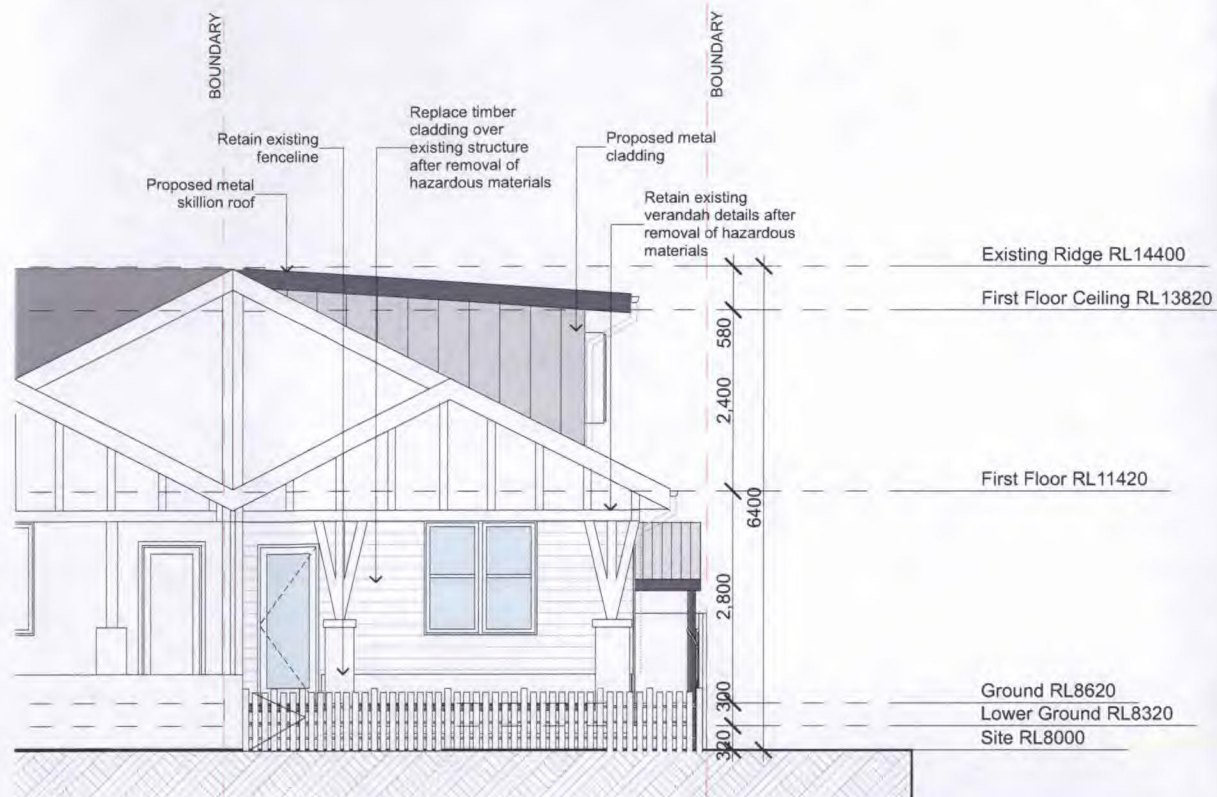 BOUNDARY
BOUNDARY
Retain existing
fenceline
Replace timber
cladding over
existing structure
after removal of
hazardous materials
Proposed metal
cladding
Proposed metal
skillion roof
Retain existing
verandah details after
removal of hazardous
materials
Existing Ridge RL14400
First Floor Ceiling RL13820
580
2,400
First Floor RL11420
6400
2,800
Ground RL8620
300
Lower Ground RL8320
320
Site RL8000